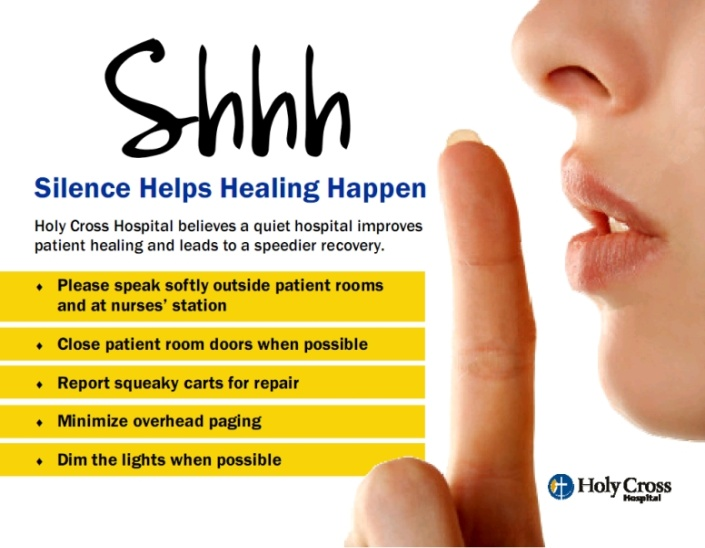 Shhh
Silence Helps Healing Happen
Holy Cross Hospital believes a quiet hospital improves
patient healing and leads to a speedier recovery.
♦ Please speak softly outside patient rooms
and at nurses’ station
♦ Close patient room doors when possible
♦ Report squeaky carts for repair
♦ Minimize overhead paging
♦ Dim the lights when possible
Holy Cross
Hospital